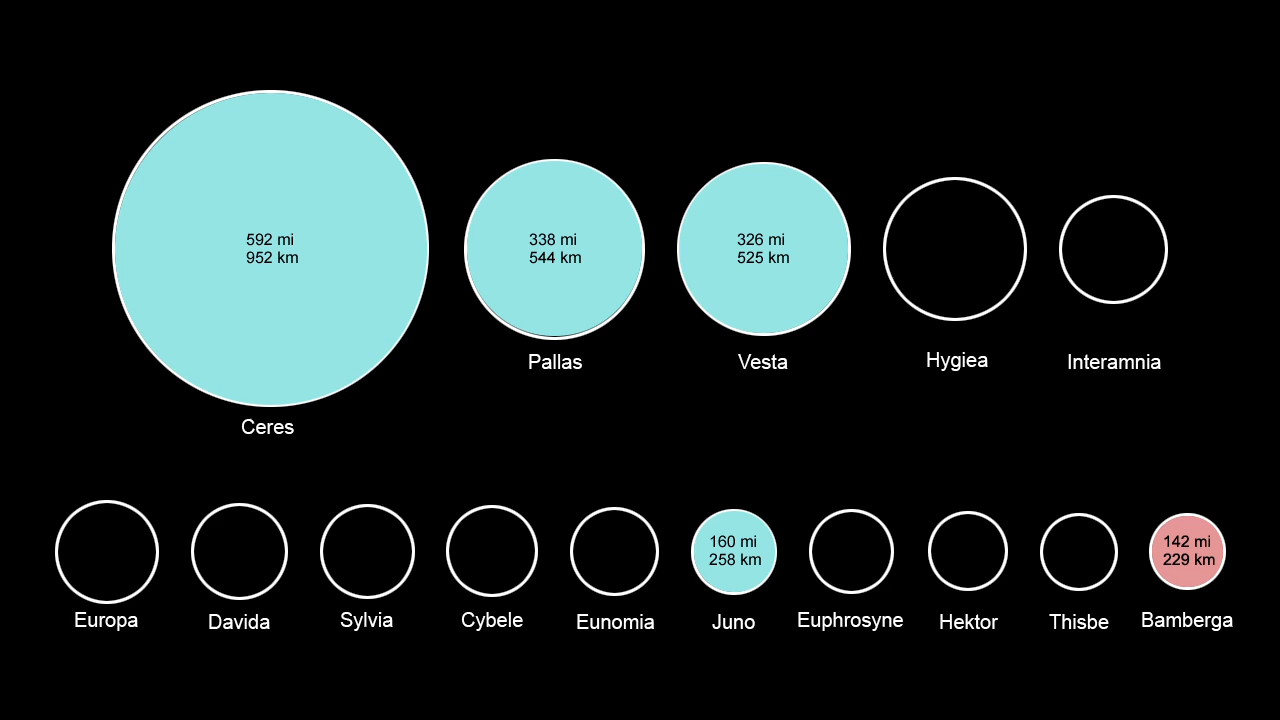 592 mi
952 km
338 mi
544 km
326 mi
525 km
Pallas
Vesta
Hygiea
Interamnia
Ceres
160 mi
258 km
142 mi
229 km
Europa
Davida
Sylvia
Cybele
Eunomia
Juno
Euphrosyne
Hektor
Thisbe
Bamberga